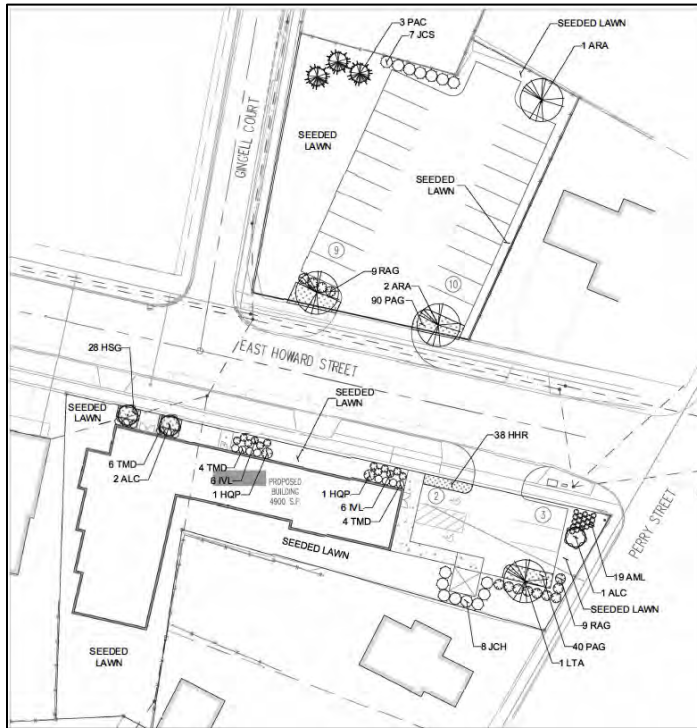 3 PAC
7 JCS
SEEDED LAWN
1 ARA
GINGELL COURT
SEEDED
LAWN
SEEDED
LAWN
9
9 RAG
2 ARA
90 PAG
10
28 HSG
EAST HOWARD STREET
SEEDED
LAWN
SEEDED
LAWN
38 HHR
6 TMD
2 ALC
4 TMD
6 IVL
1 HQP
PROPOSED
BUILDING
4900 S.F.
1 HQP
6 IVL
4 TMD
2
3
PERRY STREET
SEEDED LAWN
19 AML
1 ALC
SEEDED LAWN
9 RAG
40 PAG
1 LTA
8 JCH
SEEDED
LAWN